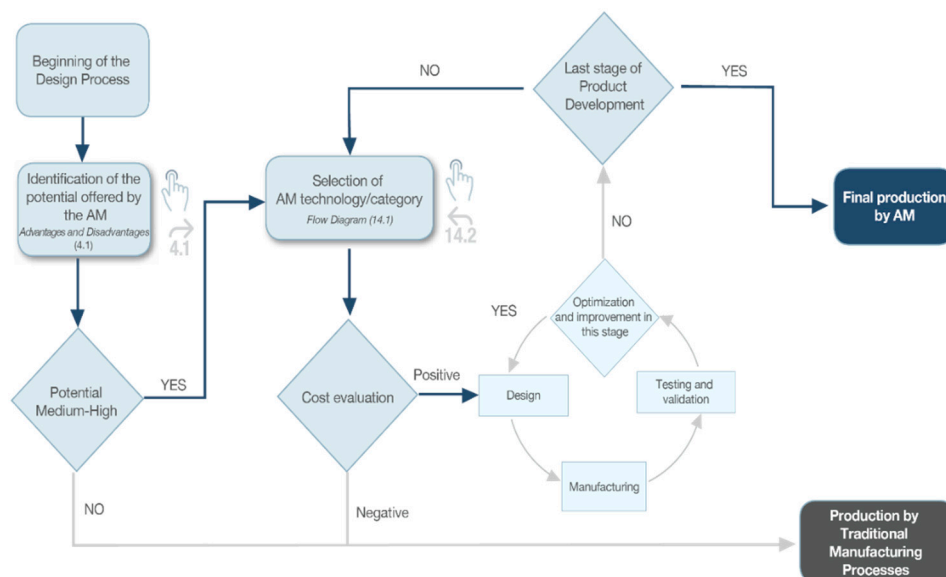 Beginning of the
Design Process
NO
Last stage of
Product
Development
YES
Identification of the
potential offered by
the AM
Advantages and Disadvantages
(4.1)
4.1
Selection of
AM technology/category
Flow Diagram (14.1)
14.2
Final production
by AM
NO
Optimization
and improvement in
this stage
YES
Potential
Medium-High
YES
Cost evaluation
Positive
Design
Testing and
validation
Manufacturing
NO
Negative
Production by
Traditional
Manufacturing
Processes